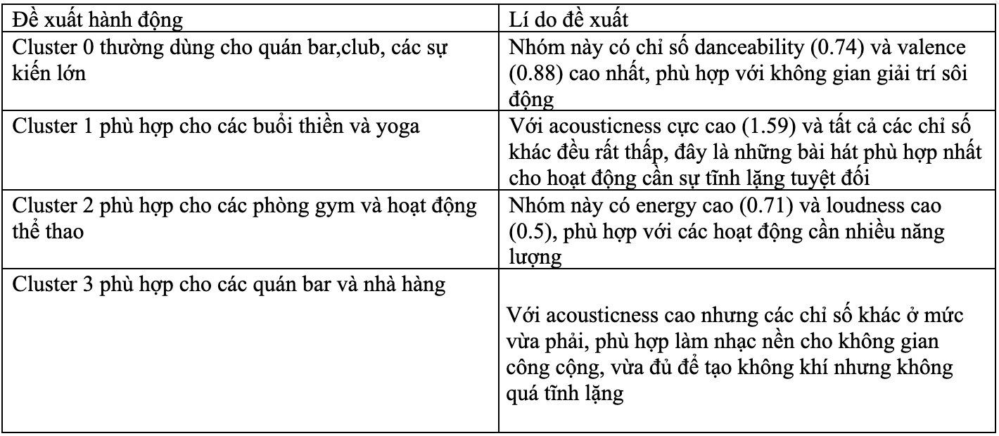 Đề xuất hành động
Lí do đề xuất
Cluster 0 thường dùng cho quán bar,club, các sự
kiến lớn
Nhóm này có chỉ số danceability (0.74) và valence
(0.88) cao nhất, phù hợp với không gian giải trí sôi
động
Cluster 1 phù hợp cho các buổi thiền và yoga
Với acousticness cực cao (1.59) và tất cả các chỉ số
khác đều rất thấp, đây là những bài hát phù hợp nhất
cho hoạt động cần sự tĩnh lặng tuyệt đối
Cluster 2 phù hợp cho các phòng gym và hoạt động
thể thao
Nhóm này có energy cao (0.71) và loudness cao
(0.5), phù hợp với các hoạt động cần nhiều năng
lượng
Cluster 3 phù hợp cho các quán bar và nhà hàng
Với acousticness cao nhưng các chỉ số khác ở mức
vừa phải, phù hợp làm nhạc nền cho không gian
công cộng, vừa đủ để tạo không khí nhưng không
quá tĩnh lặng